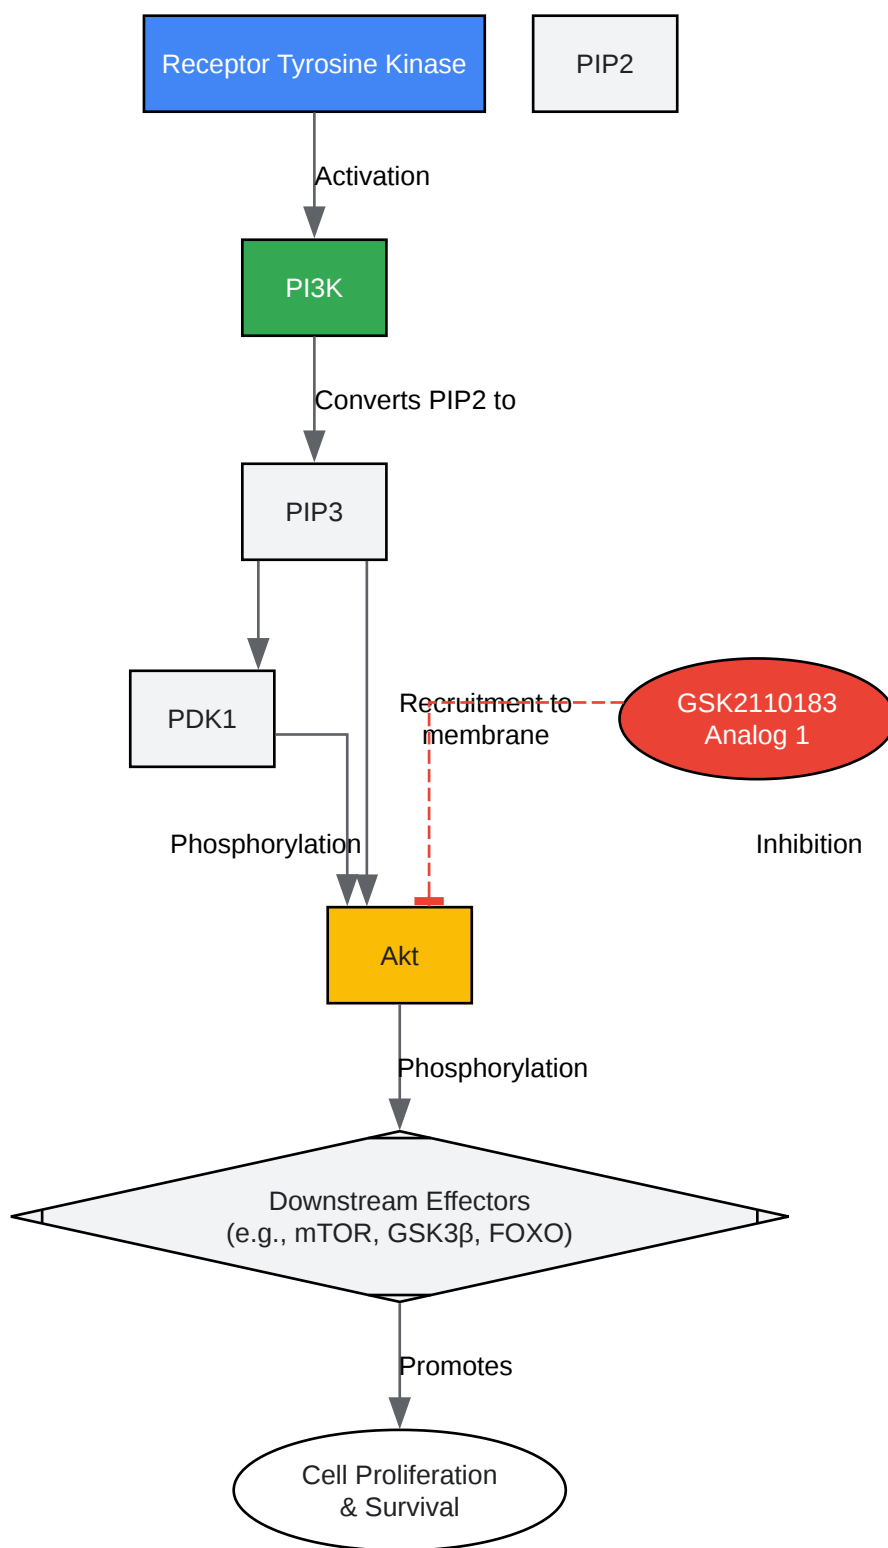 Receptor Tyrosine Kinase
PIP2
Activation
PI3K
Converts PIP2 to
PIP3
PDK1
Recruitment to
membrane
GSK2110183
Analog 1
Phosphorylation
Inhibition
Akt
Phosphorylation
Downstream Effectors
(e.g., mTOR, GSK3β, FOXO)
Promotes
Cell Proliferation
& Survival